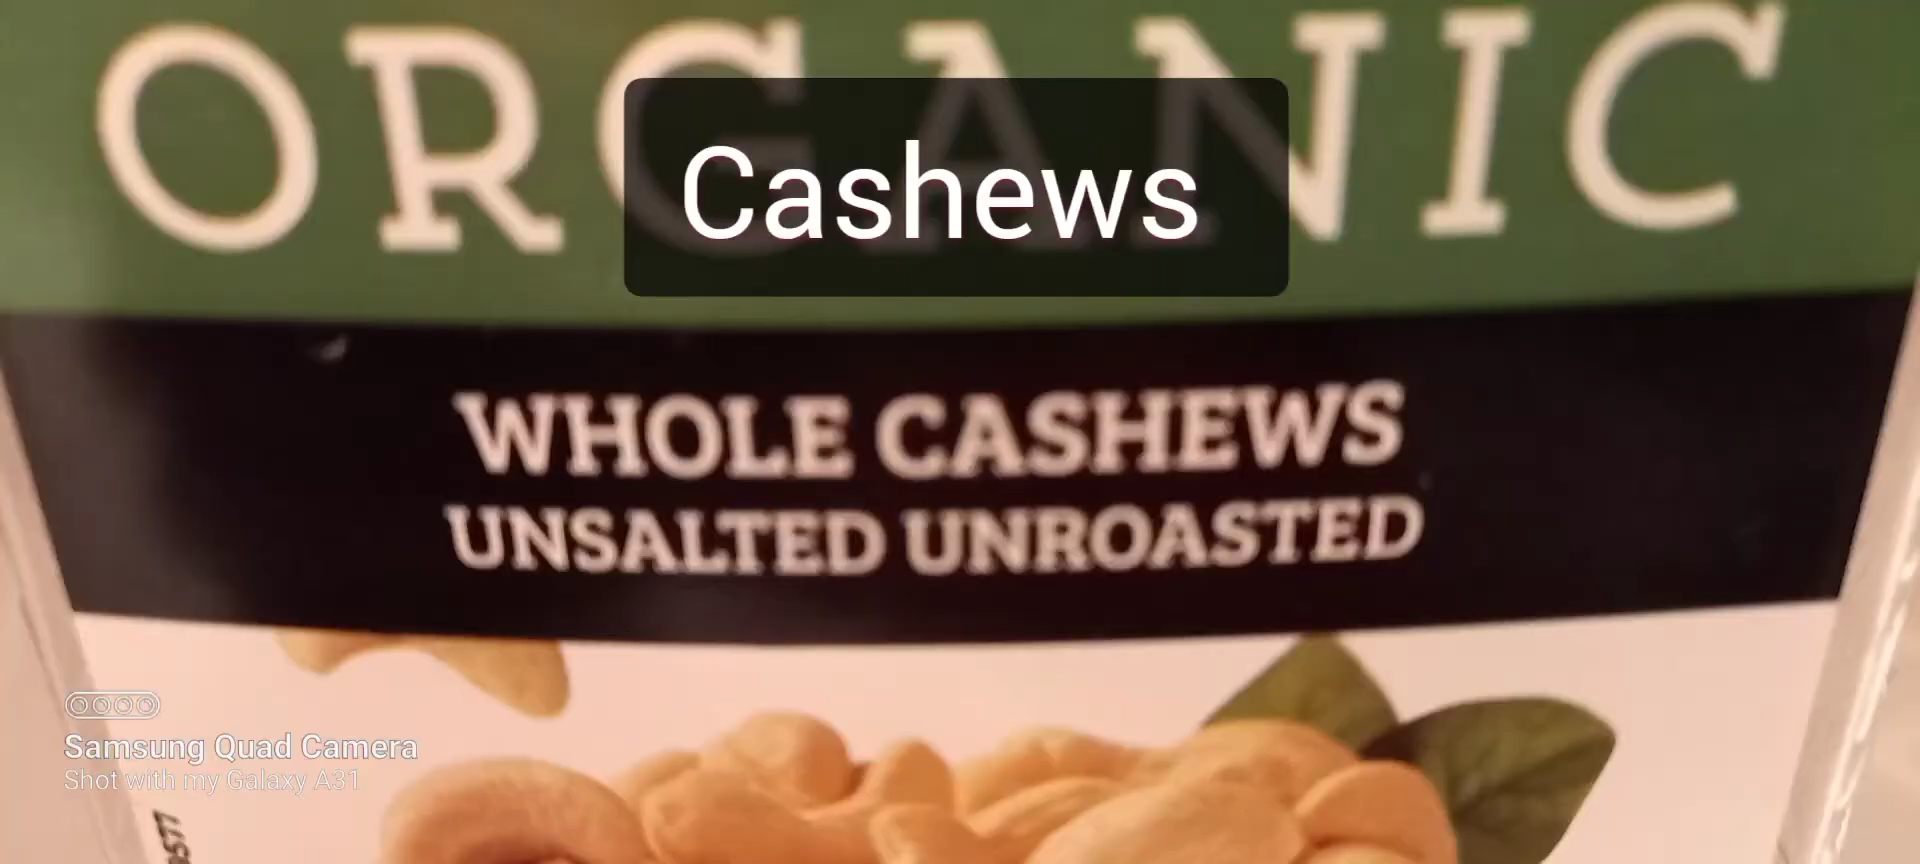 ORGANIC
Cashews
WHOLE CASHEWS
UNSALTED UNROASTED
Samsung Quad Camera
Shot with my Galaxy A31